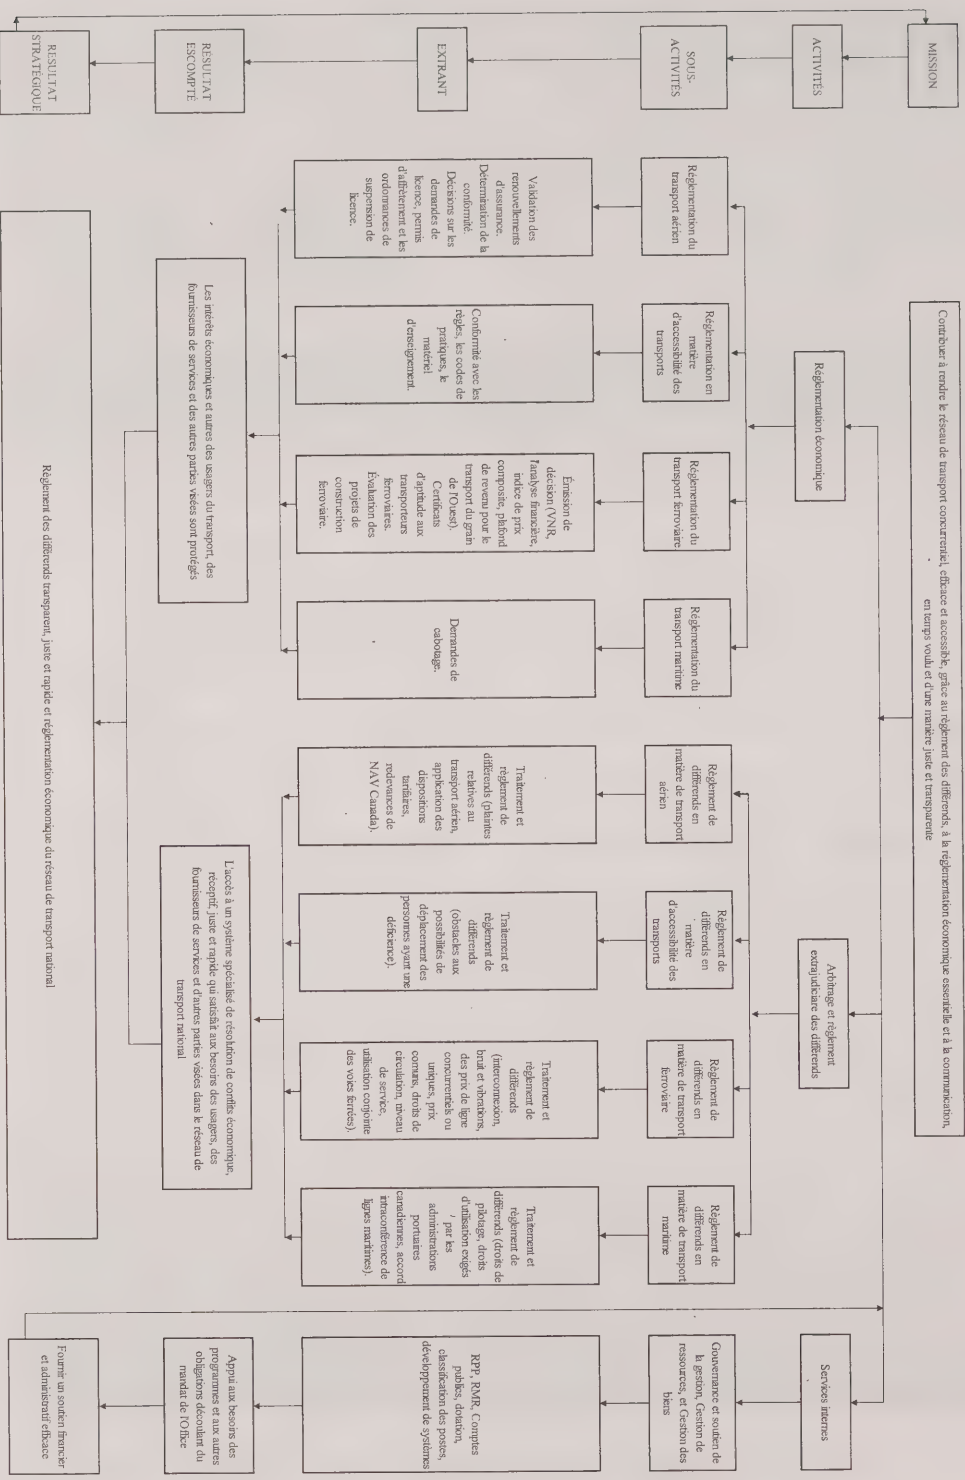 MISSION
ACTIVITÉS
SOUS-
ACTIVITÉS
EXTRANT
RÉSULTAT
ESCOMPTÉ
RESULTAT
STRATÉGIQUE
Contribuer à rendre le réseau de transport concurrentiel, efficace et accessible, grâce au règlement des différends, à la réglementation économique essentielle et à la communication,
en temps voulu et d'une manière juste et transparente
Réglementation économique
Arbitrage et règlement
extrajudiciare des différends
Services internes
Réglementation du
transport aérien
Réglementation en
matière
d'accessibilité des
transports
Réglementation du
transport ferroviaire
Réglementation du
transport maritime
Règlement de
différends en
matière de transport
aérien
Règlement de
différends en
matière
d'accessibilité des
transports
Règlement de
différends en
matière de transport
ferroviaire
Règlement de
différends en
matière de transport
maritime
Gouvernance et soutien de
la gestion, Gestion de
ressources, et Gestion des
biens
Validation des
renouvellements
d'assurance.
Détermination de la
conformité.
Décisions sur les
demandes de
licence, permis
d'affrètement et les
ordonnances de
suspension de
licence.
Conformité avec les
règles, les codes de
pratiques, le
matériel
d'enseignement.
Émission de
décision (VNR,
l'analyse financière,
indice de prix
composite, plafond
de revenu pour le
transport du grain
de l'Ouest).
Certificats
d'aptitude aux
transporteurs
ferroviaires.
Évaluation des
projets de
construction
ferroviaire.
Demandes de
cabotage.
Traitement et
règlement de
différends (plaintes
relatives au
transport aérien,
application des
dispositions
tarifaires,
redevances de
NAV Canada).
Traitement et
règlement de
différends
(obstacles aux
possibilités de
déplacement des
personnes ayant une
déficience).
Traitement et
règlement de
différends
(interconnexion,
bruit et vibrations,
des prix de ligne
concurrentiels ou
uniques, prix
comuns, droits de
circulation, niveau
de service,
utilisation conjointe
des voies ferrées).
Traitement et
règlement de
différends (droits de
pilotage, droits
d'utilisation exigés
par les
administrations
portuaires
canadiennes, accord
intraconférence de
lignes maritimes).
RPP, RMR, Comptes
publics, dotation,
classification des postes,
développement de systèmes
Les intérêts économiques et autres des usagers du transport, des
fournisseurs de services et des autres parties visées sont protégés
L'accès à un système spécialisé de résolution de conflits économique,
réceptif, juste et rapide qui satisfait aux besoins des usagers, des
fournisseurs de services et d'autres parties visées dans le réseau de
transport national
Appui aux besoins des
programmes et aux autres
obligations découlant du
mandat de l'Office
Règlement des différends transparent, juste et rapide et réglementation économique du réseau de transport national
Fournir un soutien financier
et administratif efficace